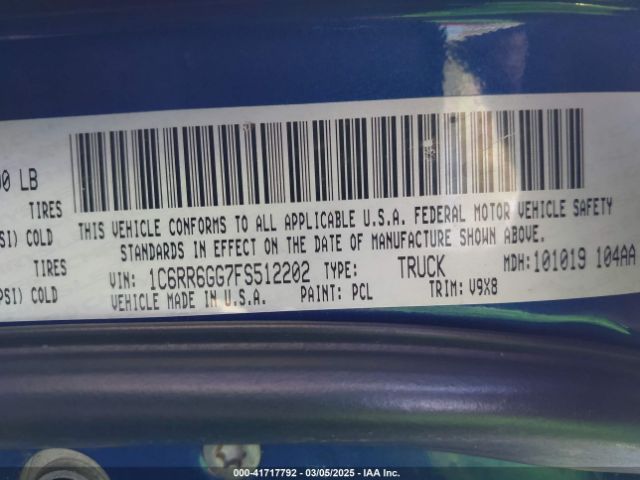 00 LB
TIRES
SI) COLD
TIRES
PSI) COLD
THIS VEHICLE CONFORMS TO ALL APPLICABLE U.S.A. FEDERAL MOTOR VEHICLE SAFETY
STANDARDS IN EFFECT ON THE DATE OF MANUFACTURE SHOWN ABOVE.
VIN: 1C6RR6GG7FS512202 TYPE: TRUCK MDH: 101019 104AA
VEHICLE MADE IN U.S.A. PAINT: PCL TRIM: V9X8
000-41717792 — 03/05/2025 — IAA Inc.